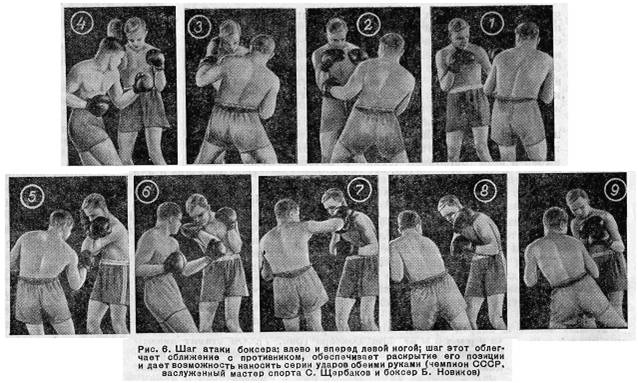 4
3
2
1
5
6
7
8
9
Рис. 6. Шаг атаки боксера: влево и вперед левой ногой; шаг этот облег-
чает сближение с противником, обеспечивает раскрытие его позиции
и дает возможность наносить серии ударов обеими руками (чемпион СССР,
заслуженный мастер спорта С. Щербаков и боксер Б. Новиков)